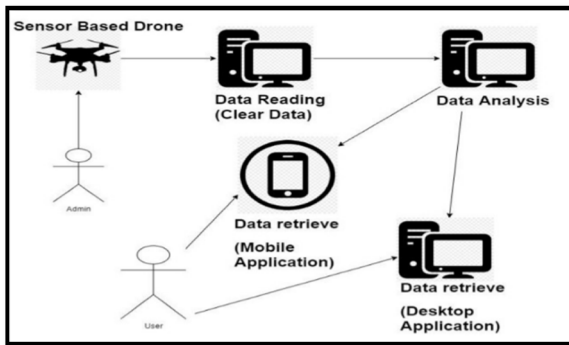 Sensor Based Drone
Data Reading
(Clear Data)
Data Analysis
Admin
Data retrieve
(Mobile
Application)
Data retrieve
(Desktop
Application)
User